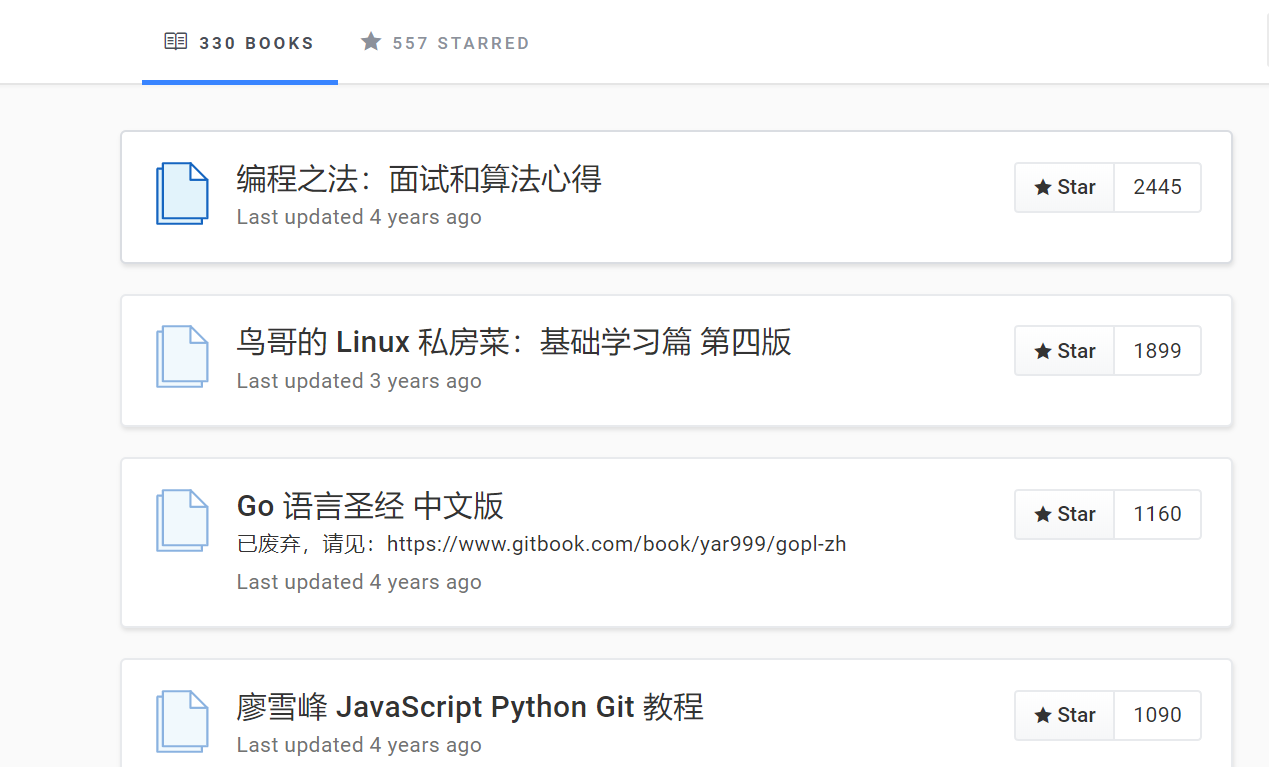 330 BOOKS
557 STARRED
编程之法：面试和算法心得
Star 2445
Last updated 4 years ago
鸟哥的 Linux 私房菜：基础学习篇 第四版
Star 1899
Last updated 3 years ago
Go 语言圣经 中文版
Star 1160
已废弃，请见：https://www.gitbook.com/book/yar999/gopl-zh
Last updated 4 years ago
廖雪峰 JavaScript Python Git 教程
Star 1090
Last updated 4 years ago